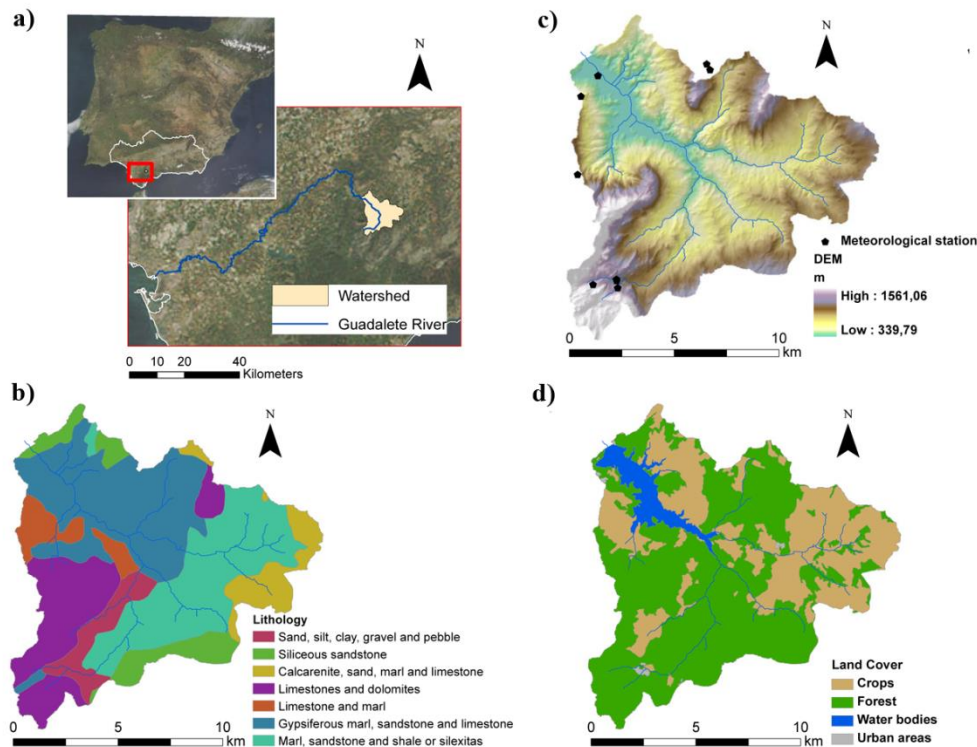 a)
N
Watershed
Guadalete River
0 10 20 40
Kilometers
c)
N
Meteorological station
DEM
m
High : 1561,06
Low : 339,79
0 5 10
km
b)
N
Lithology
Sand, silt, clay, gravel and pebble
Siliceous sandstone
Calcarenite, sand, marl and limestone
Limestones and dolomites
Limestone and marl
Gypsiferous marl, sandstone and limestone
Marl, sandstone and shale or silexitas
0 5 10
km
d)
N
Land Cover
Crops
Forest
Water bodies
Urban areas
0 5 10
km